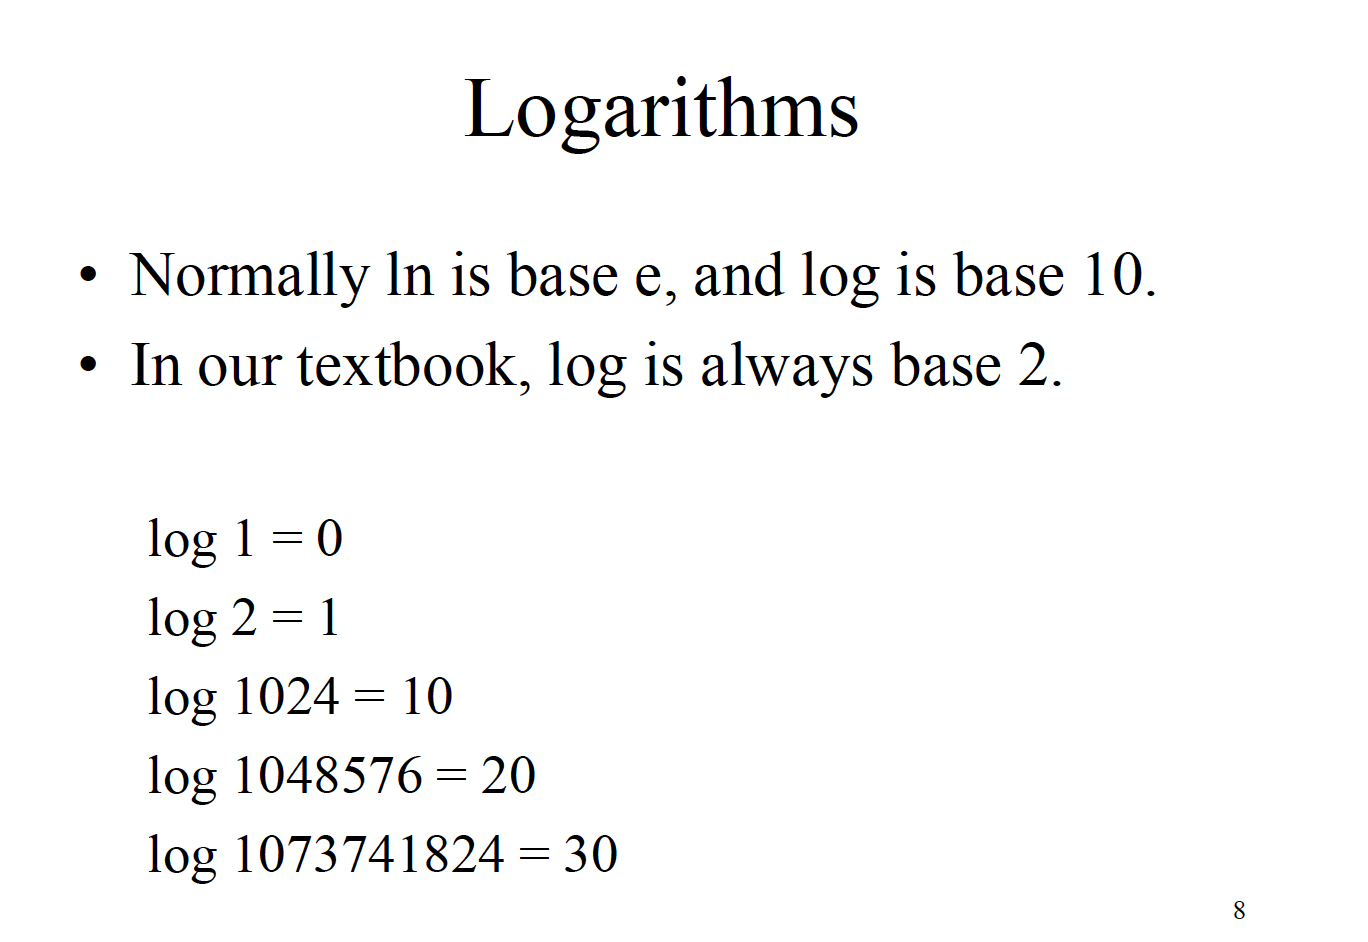 Logarithms
• Normally ln is base e, and log is base 10.
• In our textbook, log is always base 2.
log 1 = 0
log 2 = 1
log 1024 = 10
log 1048576 = 20
log 1073741824 = 30
8